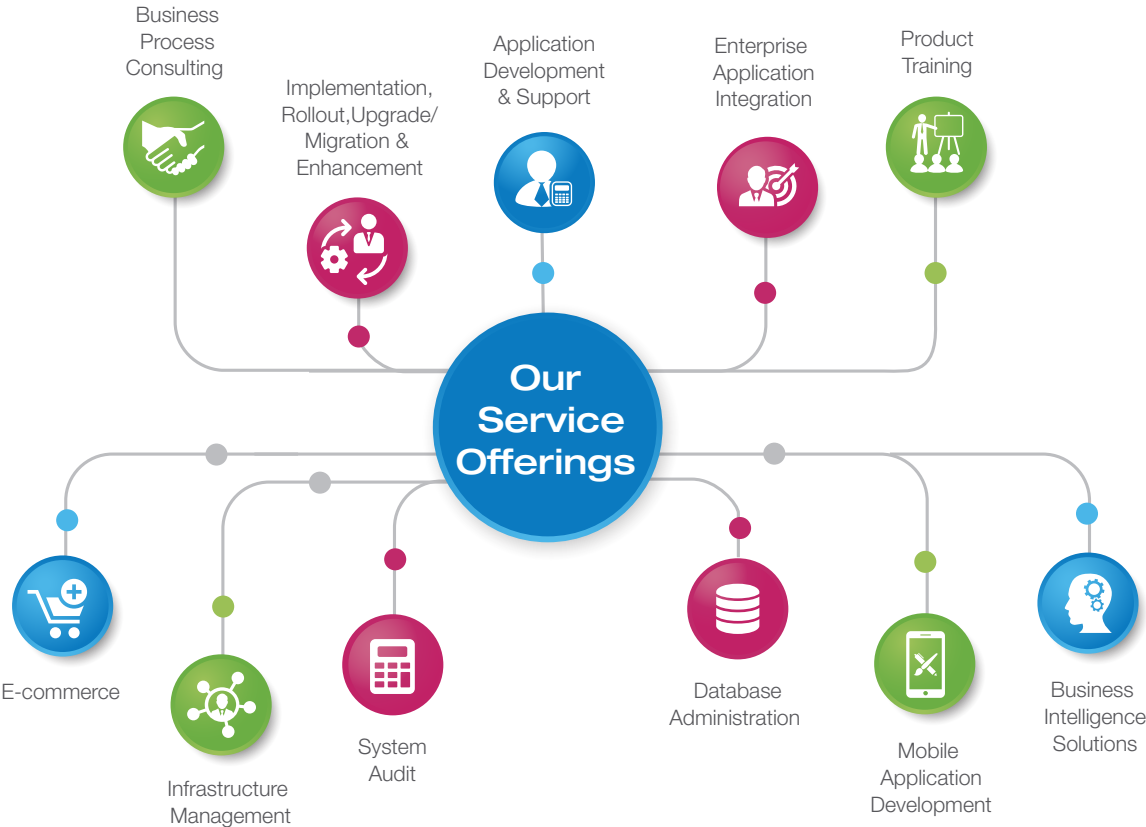 Business
Process
Consulting
Implementation,
Rollout,Upgrade/
Migration &
Enhancement
Application
Development
& Support
Enterprise
Application
Integration
Product
Training
Our
Service
Offerings
E-commerce
Infrastructure
Management
System
Audit
Database
Administration
Mobile
Application
Development
Business
Intelligence
Solutions